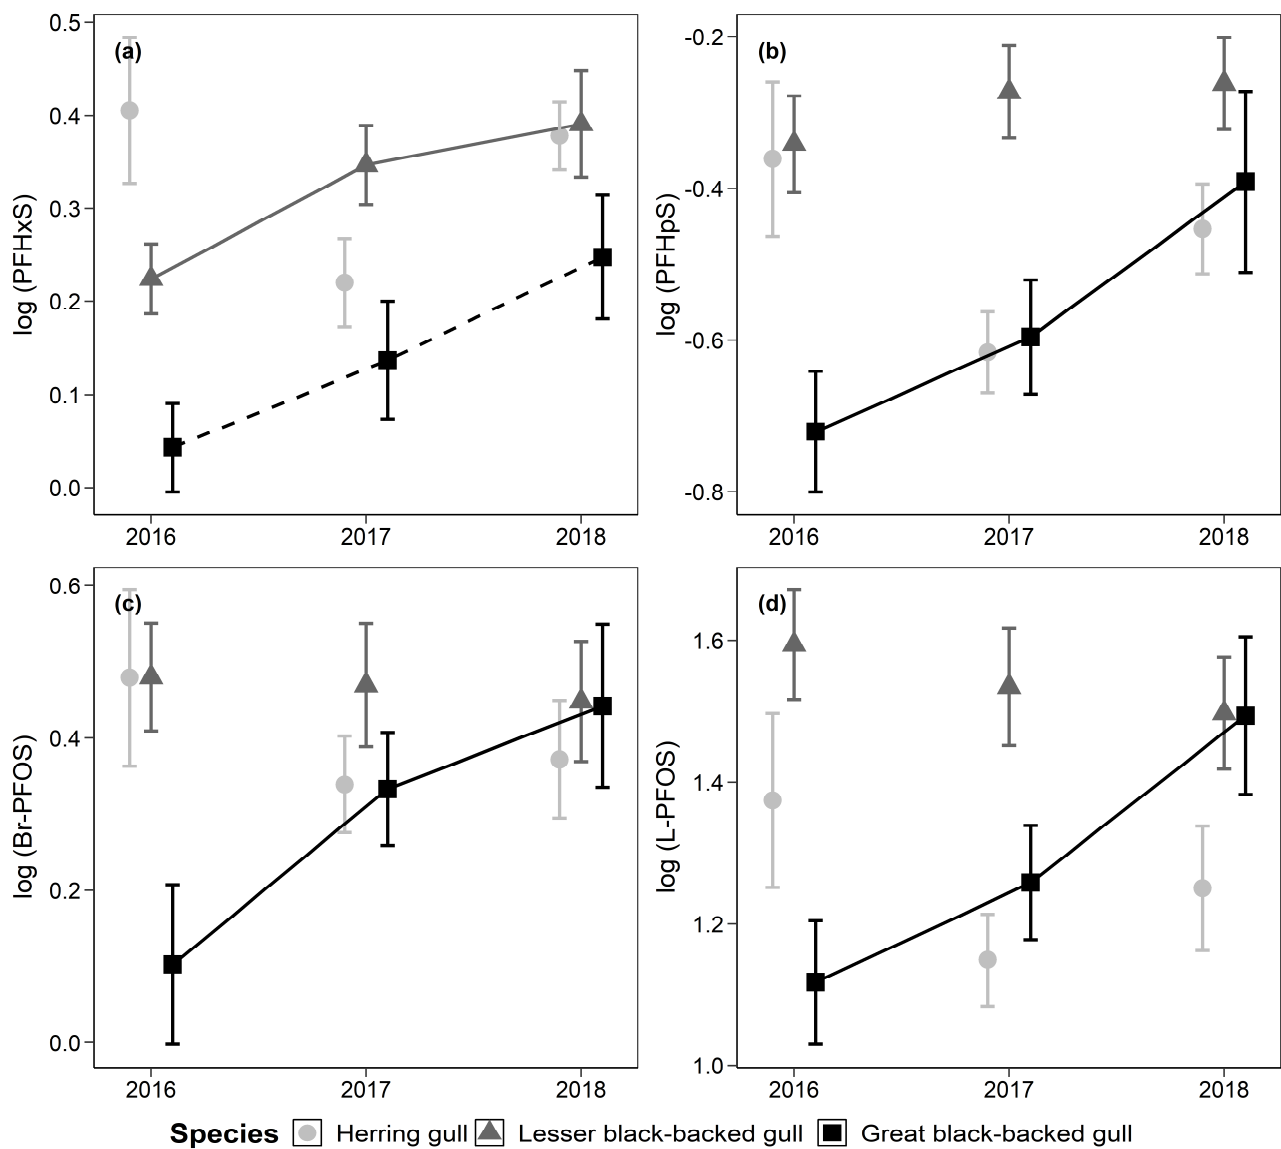 (a)
log (PFHxS)
0.5
0.4
0.3
0.2
0.1
0.0
2016 2017 2018
(b)
log (PFHpS)
-0.2
-0.4
-0.6
-0.8
2016 2017 2018
(c)
log (Br-PFOS)
0.6
0.4
0.2
0.0
2016 2017 2018
(d)
log (L-PFOS)
1.6
1.4
1.2
1.0
2016 2017 2018
Species Herring gull Lesser black-backed gull Great black-backed gull